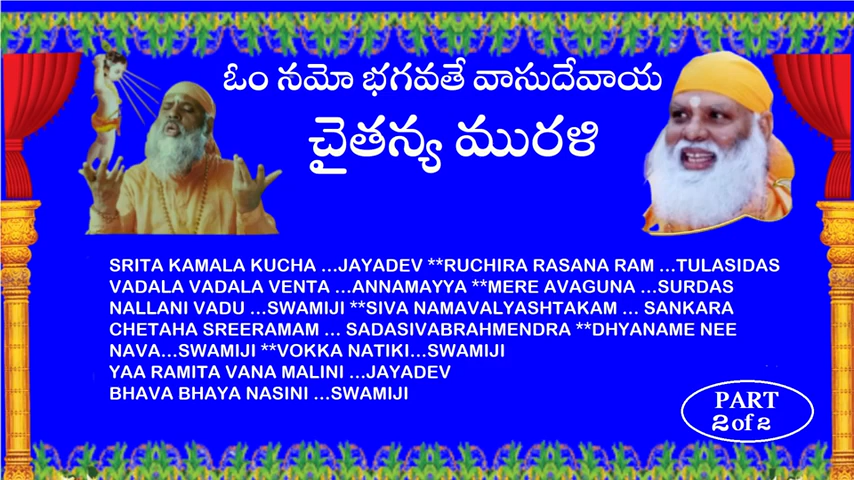 ఓం నమో భగవతే వాసుదేవాయ
చైతన్య మురళి
SRITA KAMALA KUCHA ...JAYADEV **RUCHIRA RASANA RAM ...TULASIDAS
VADALA VADALA VENTA ...ANNAMAYYA **MERE AVAGUNA ...SURDAS
NALLANI VADU ...SWAMIJI **SIVA NAMAVALYASHTAKAM ... SANKARA
CHETAHA SREERAMAM ... SADASIVABRAHMENDRA **DHYANAME NEE
NAVA...SWAMIJI **VOKKA NATIKI...SWAMIJI
YAA RAMITA VANA MALINI ...JAYADEV
BHAVA BHAYA NASINI ...SWAMIJI
PART
2 of 2